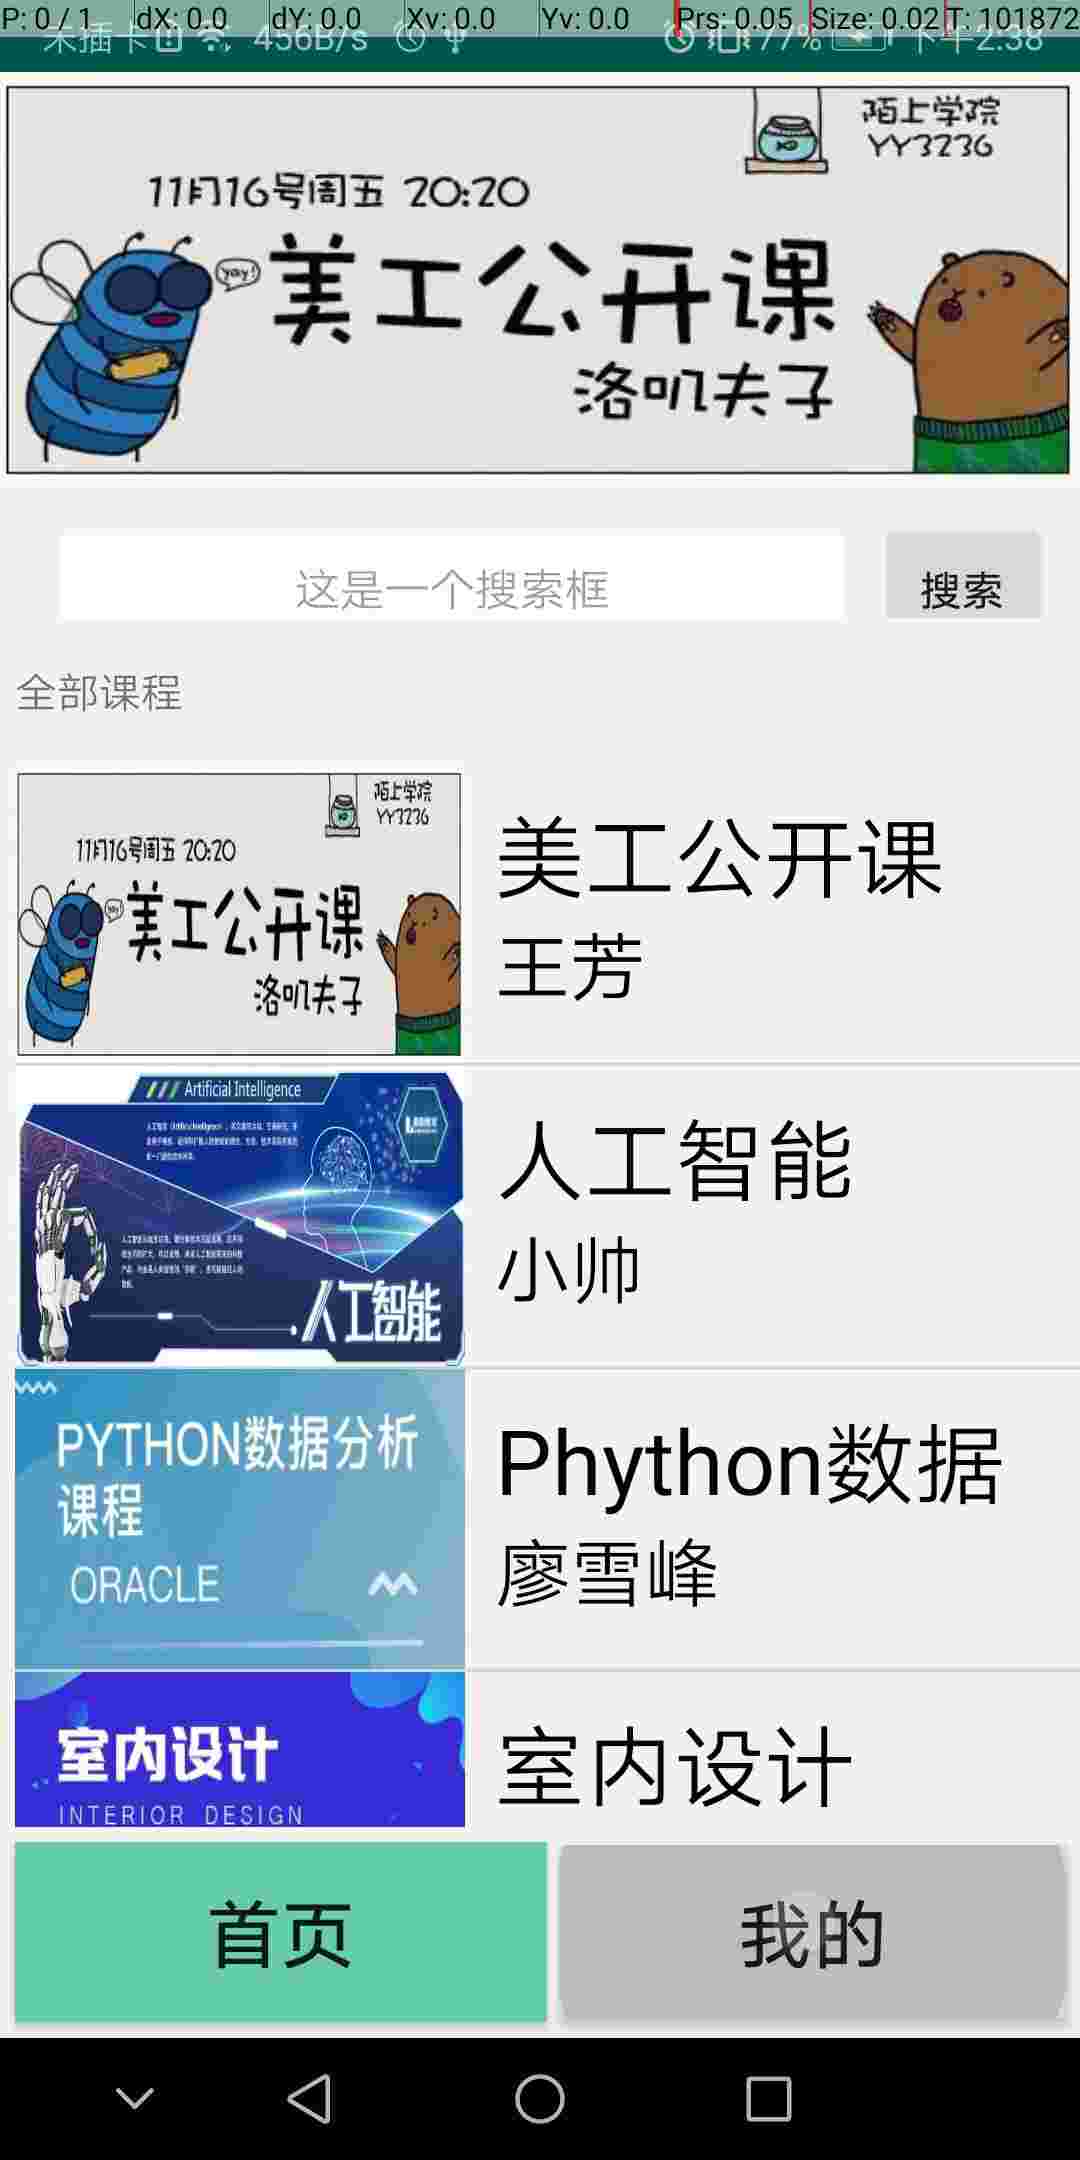 P: 0 / 1 dX: 0.0 dY: 0.0 Xv: 0.0 Yv: 0.0 Prs: 0.05 Size: 0.02 T: 101872
未插卡 456B/s 77% 下午2:38
陌上学院
YY3236
11月16号周五 20:20
yay!
美工公开课
洛叽夫子
这是一个搜索框
搜索
全部课程
陌上学院
YY3236
11月16号周五 20:20
yay!
美工公开课
洛叽夫子
美工公开课
王芳
Artificial Intelligence
人工智能
人工智能
小帅
PYTHON数据分析
课程
ORACLE
Phython数据
廖雪峰
室内设计
INTERIOR DESIGN
室内设计
首页
我的